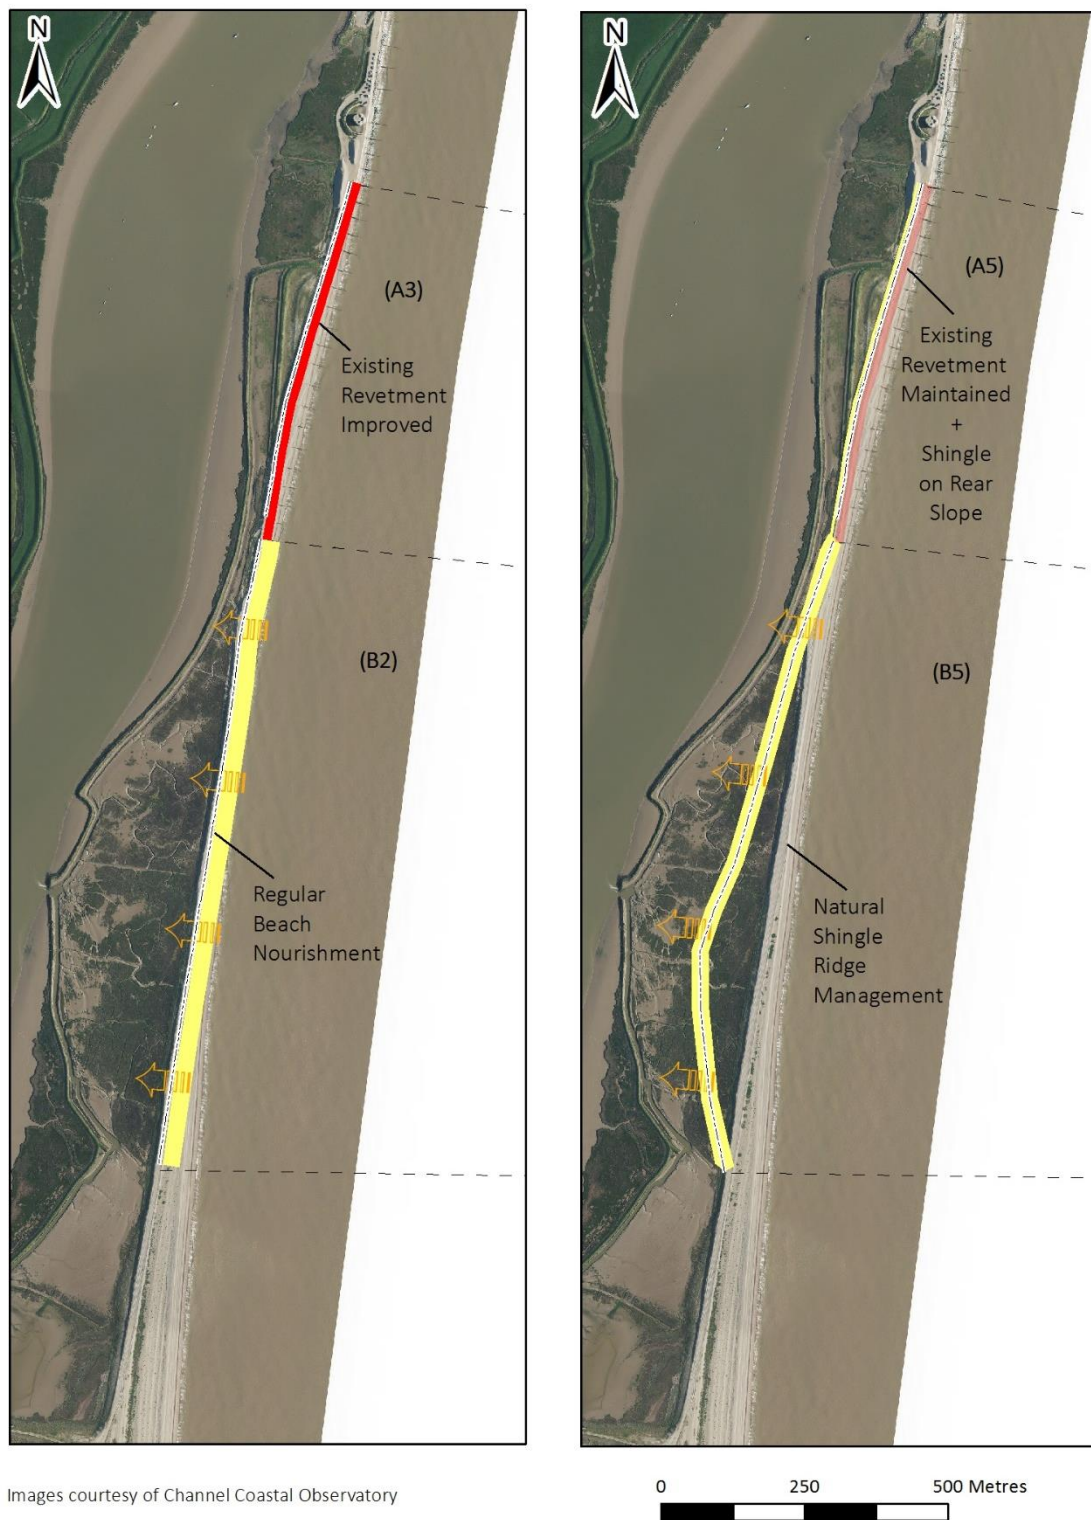 N
(A3)
Existing
Revetment
Improved
(B2)
Regular
Beach
Nourishment
N
(A5)
Existing
Revetment
Maintained
+
Shingle
on Rear
Slope
(B5)
Natural
Shingle
Ridge
Management
Images courtesy of Channel Coastal Observatory
0 250 500 Metres